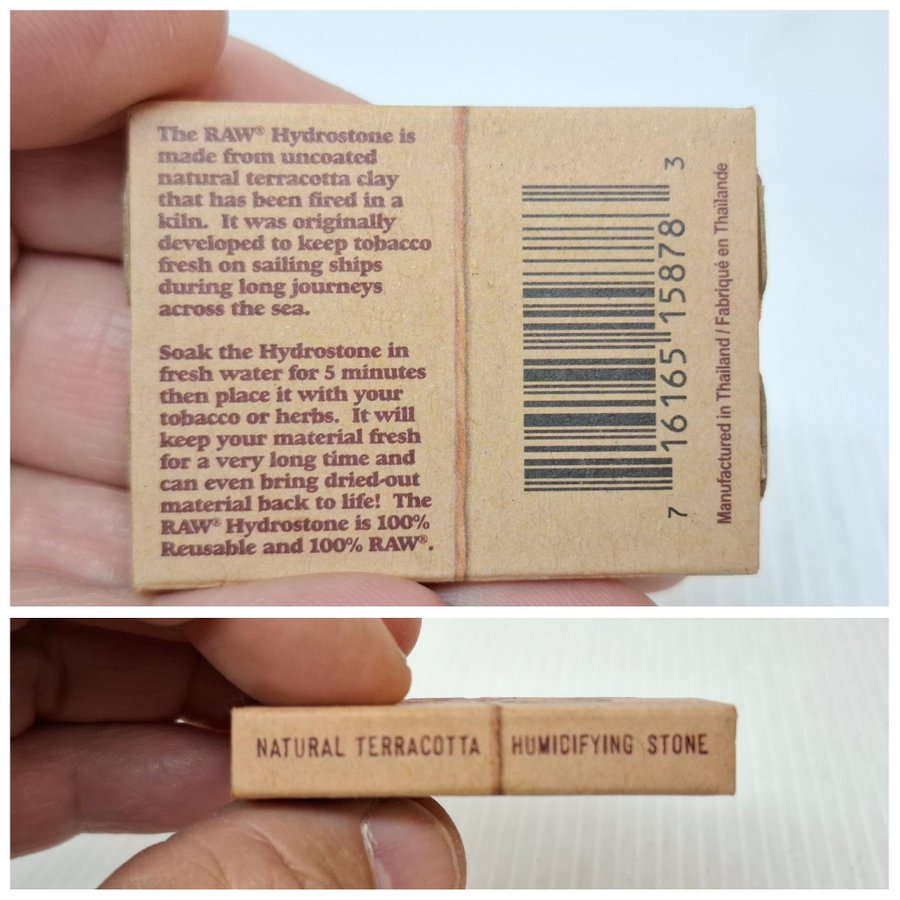 The RAW® Hydrostone is
made from uncoated
natural terracotta clay
that has been fired in a
kiln. It was originally
developed to keep tobacco
fresh on sailing ships
during long journeys
across the sea.
Soak the Hydrostone in
fresh water for 5 minutes
then place it with your
tobacco or herbs. It will
keep your material fresh
for a very long time and
can even bring dried-out
material back to life! The
RAW® Hydrostone is 100%
Reusable and 100% RAW®.
7 16165 15878 3
Manufactured in Thailand / Fabriqué en Thaïlande
NATURAL TERRACOTTA HUMIDIFYING STONE